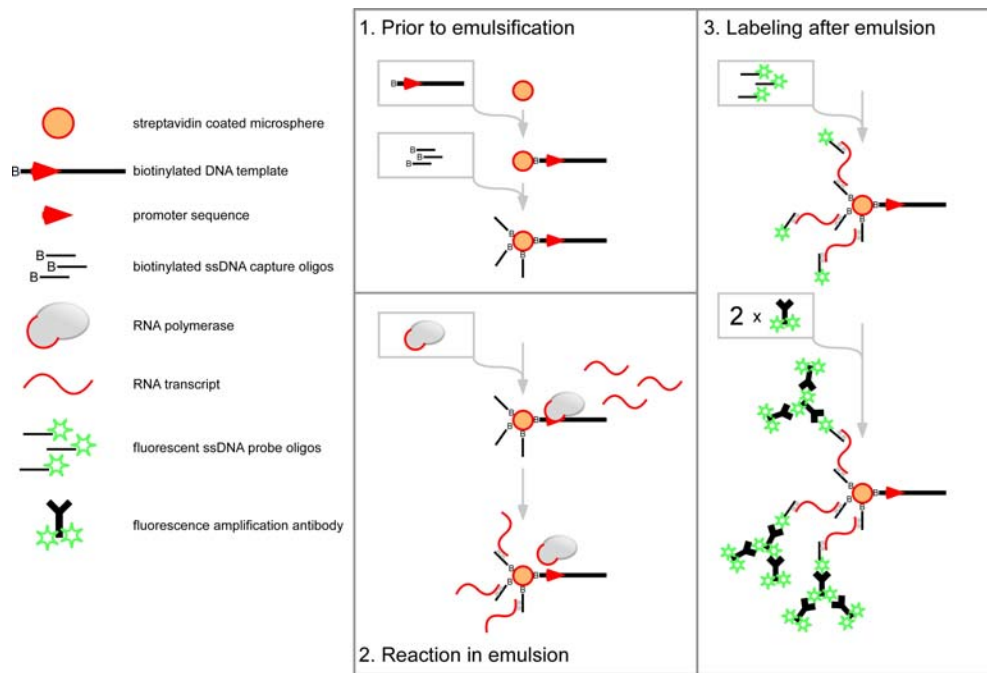 streptavidin coated microsphere
B
biotinylated DNA template
promoter sequence
B
B
B
biotinylated ssDNA capture oligos
RNA polymerase
RNA transcript
fluorescent ssDNA probe oligos
fluorescence amplification antibody
1. Prior to emulsification
B
B
B
B
B
B
B
B
B
2. Reaction in emulsion
B
B
B
B
B
B
B
B
3. Labeling after emulsion
B
B
B
B
2 x
B
B
B
B